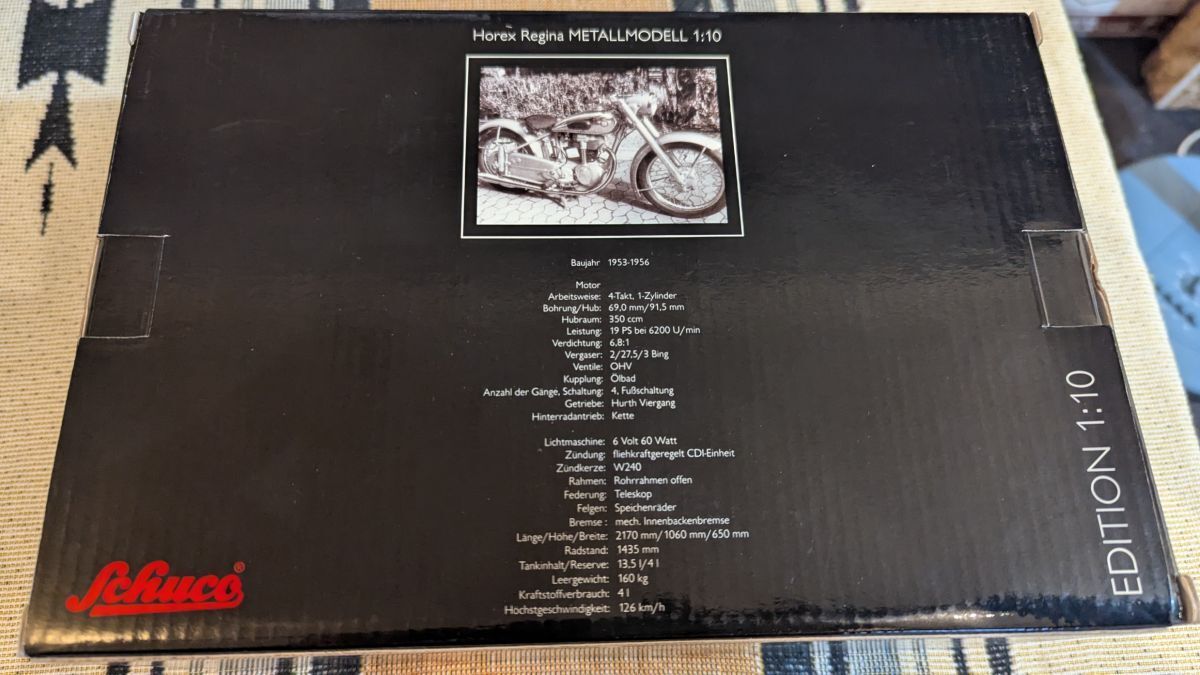 Horex Regina METALLMODELL 1:10
Baujahr 1953-1956
Motor
Arbeitsweise: 4-Takt, 1-Zylinder
Bohrung/Hub: 69,0 mm/91,5 mm
Hubraum: 350 ccm
Leistung: 19 PS bei 6200 U/min
Verdichtung: 6,8:1
Vergaser: 2/27,5/3 Bing
Ventile: OHV
Kupplung: Ölbad
Anzahl der Gänge, Schaltung: 4, Fußschaltung
Getriebe: Hurth Viergang
Hinterradantrieb: Kette
Lichtmaschine: 6 Volt 60 Watt
Zündung: fliehkraftgeregelt CDI-Einheit
Zündkerze: W240
Rahmen: Rohrrahmen offen
Federung: Teleskop
Felgen: Speichenräder
Bremse : mech. Innenbackenbremse
Länge/Höhe/Breite: 2170 mm/1060 mm/650 mm
Radstand: 1435 mm
Tankinhalt/Reserve: 13,5 l/4 l
Leergewicht: 160 kg
Kraftstoffverbrauch: 4 l
Höchstgeschwindigkeit: 126 km/h
Schuco®
EDITION 1:10